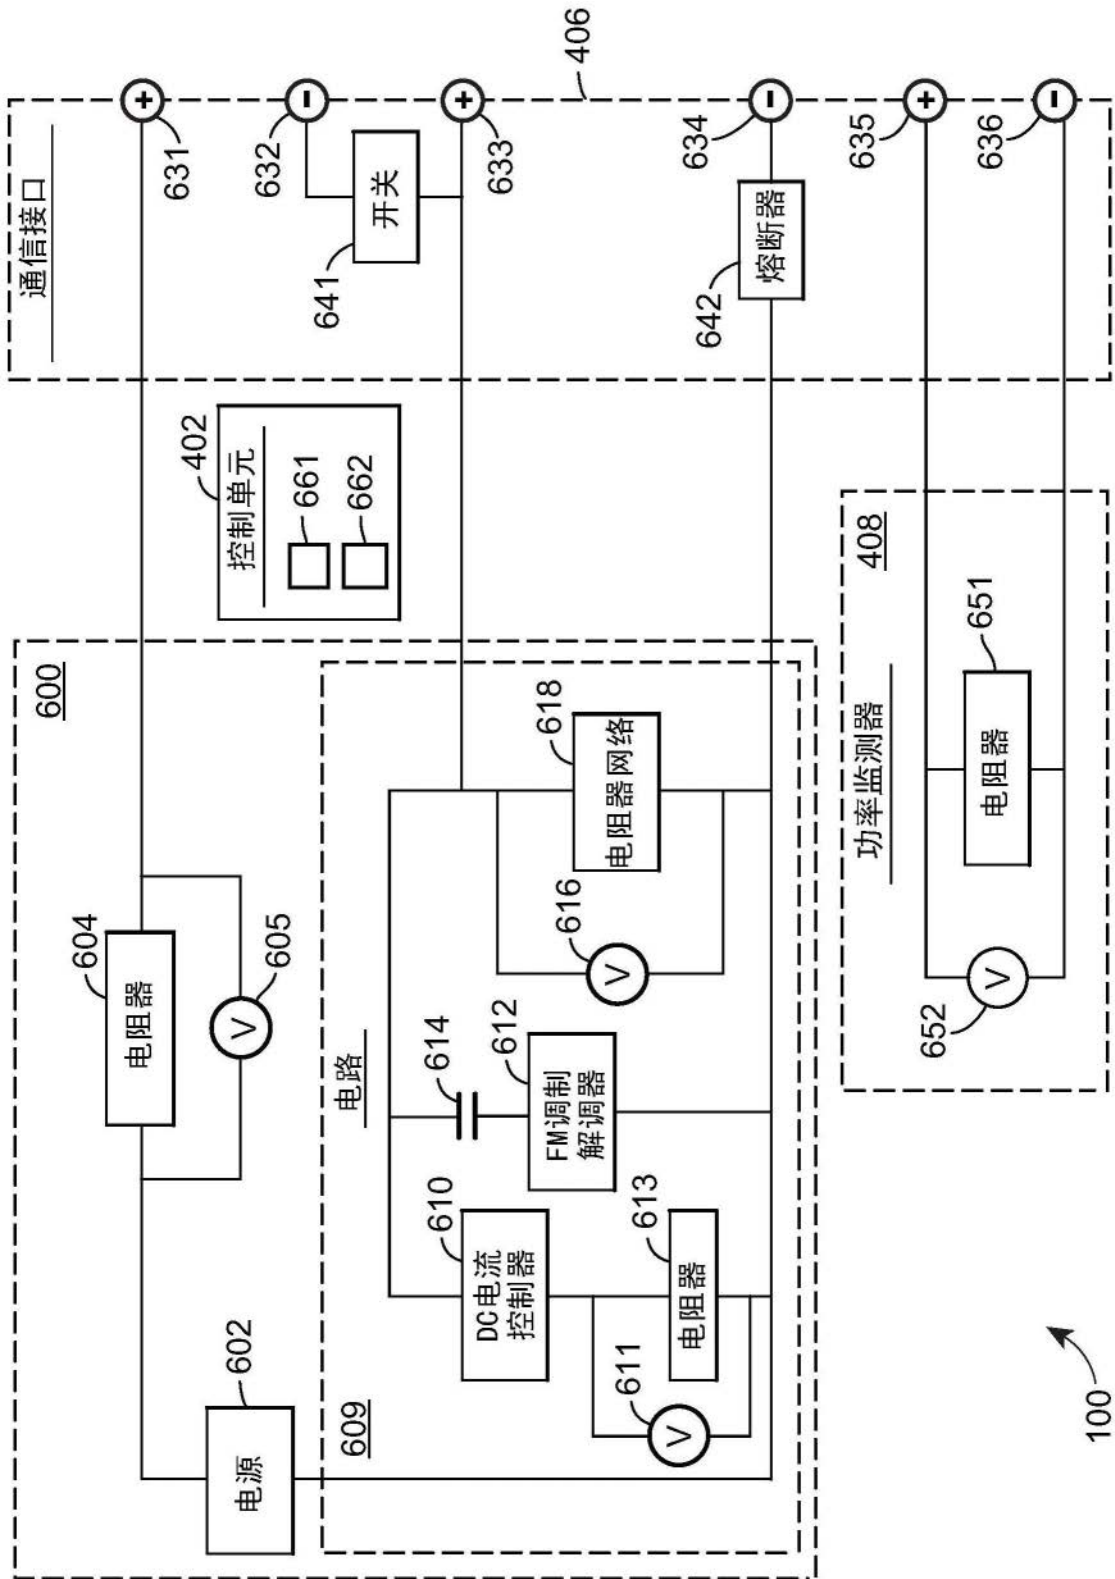 600
通信接口
604
电阻器
631
+
402
602
电源
605
V
控制单元
632
−
661
641
662
609
电路
开关
610
614
633
+
DC电流
控制器
612
618
FM调制
解调器
616
V
电阻器网络
406
611
V
613
电阻器
634
−
642
熔断器
408
功率监测器
635
+
652
V
651
电阻器
636
−
100